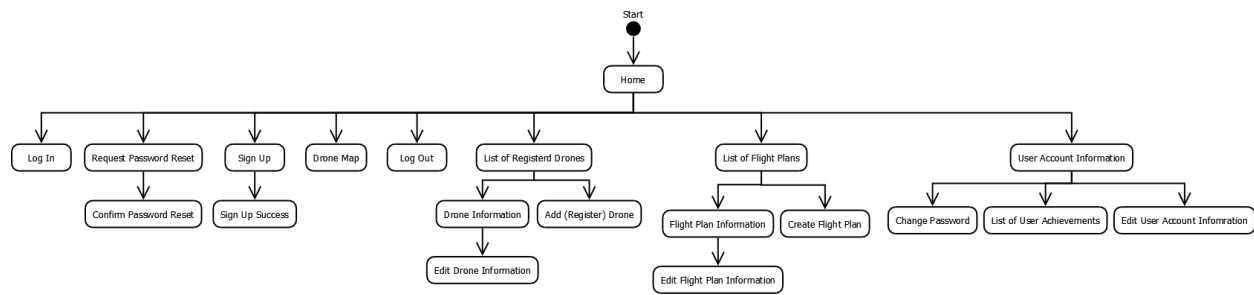 Start
Home
Log In
Request Password Reset
Sign Up
Drone Map
Log Out
List of Registerd Drones
List of Flight Plans
User Account Information
Confirm Password Reset
Sign Up Success
Drone Information
Add (Register) Drone
Flight Plan Information
Create Flight Plan
Change Password
List of User Achievements
Edit User Account Infomration
Edit Drone Information
Edit Flight Plan Information